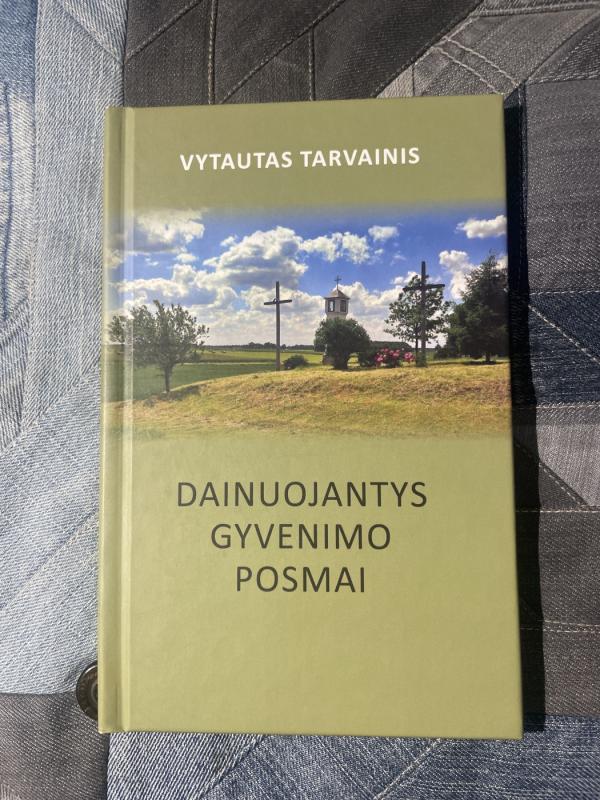 VYTAUTAS TARVAINIS
DAINUOJANTYS
GYVENIMO
POSMAI